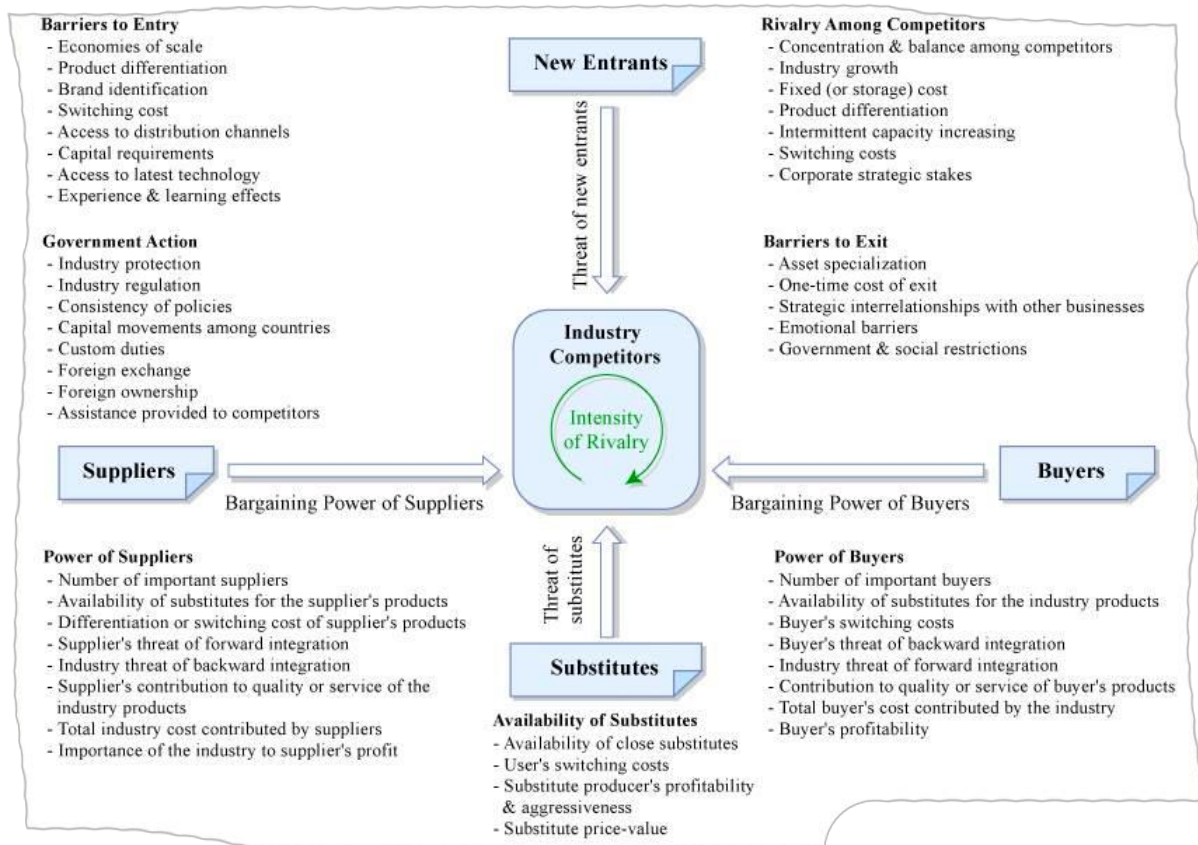 Barriers to Entry
- Economies of scale
- Product differentiation
- Brand identification
- Switching cost
- Access to distribution channels
- Capital requirements
- Access to latest technology
- Experience & learning effects
Government Action
- Industry protection
- Industry regulation
- Consistency of policies
- Capital movements among countries
- Custom duties
- Foreign exchange
- Foreign ownership
- Assistance provided to competitors
New Entrants
Threat of new entrants
Rivalry Among Competitors
- Concentration & balance among competitors
- Industry growth
- Fixed (or storage) cost
- Product differentiation
- Intermittent capacity increasing
- Switching costs
- Corporate strategic stakes
Barriers to Exit
- Asset specialization
- One-time cost of exit
- Strategic interrelationships with other businesses
- Emotional barriers
- Government & social restrictions
Industry
Competitors
Intensity
of Rivalry
Suppliers
Bargaining Power of Suppliers
Buyers
Bargaining Power of Buyers
Power of Suppliers
- Number of important suppliers
- Availability of substitutes for the supplier's products
- Differentiation or switching cost of supplier's products
- Supplier's threat of forward integration
- Industry threat of backward integration
- Supplier's contribution to quality or service of the
industry products
- Total industry cost contributed by suppliers
- Importance of the industry to supplier's profit
Threat of
substitutes
Substitutes
Availability of Substitutes
- Availability of close substitutes
- User's switching costs
- Substitute producer's profitability
& aggressiveness
- Substitute price-value
Power of Buyers
- Number of important buyers
- Availability of substitutes for the industry products
- Buyer's switching costs
- Buyer's threat of backward integration
- Industry threat of forward integration
- Contribution to quality or service of buyer's products
- Total buyer's cost contributed by the industry
- Buyer's profitability